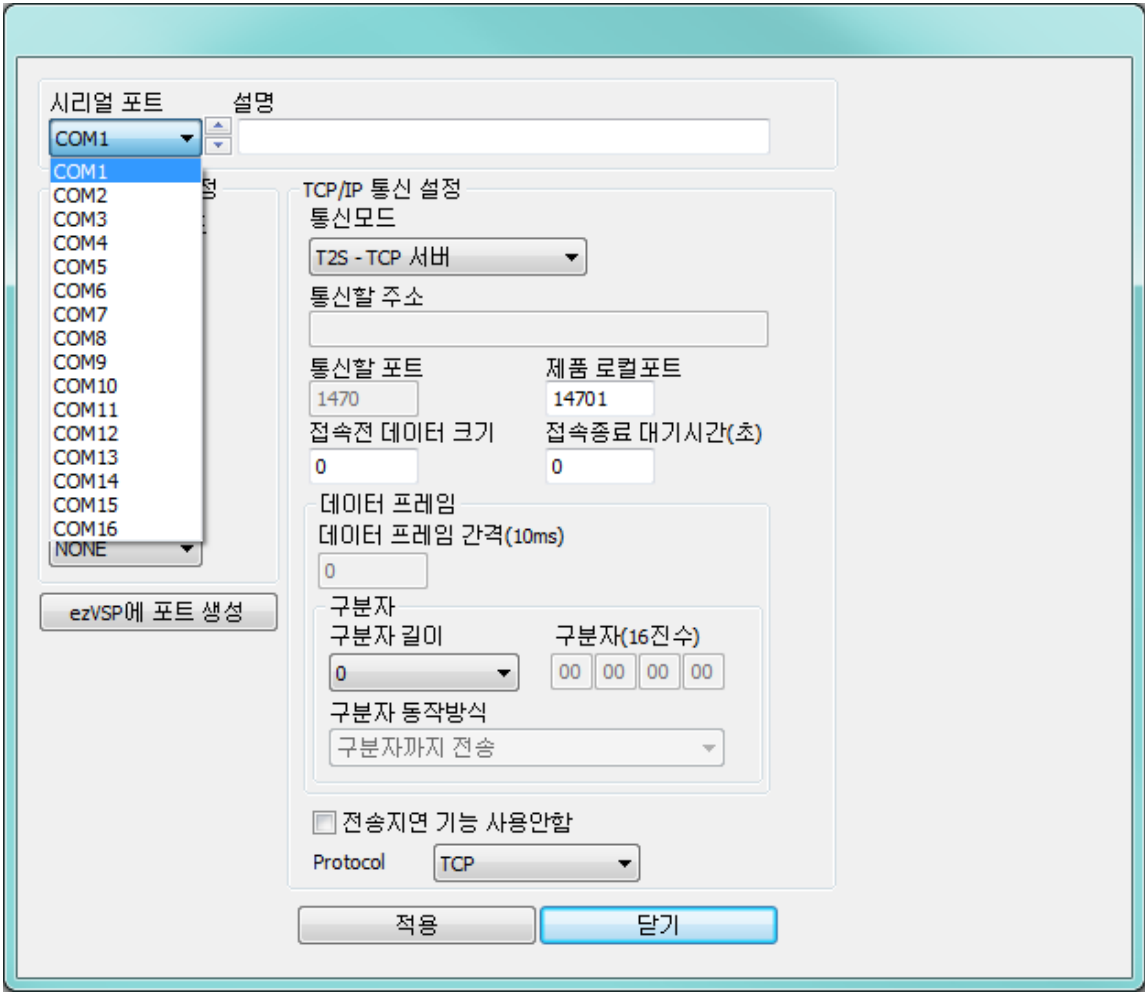 시리얼 포트
설명
COM1
COM1
COM2
COM3
COM4
COM5
COM6
COM7
COM8
COM9
COM10
COM11
COM12
COM13
COM14
COM15
COM16
NONE
ezVSP에 포트 생성
TCP/IP 통신 설정
통신모드
T2S - TCP 서버
통신할 주소
통신할 포트
제품 로컬포트
1470
14701
접속전 데이터 크기
접속종료 대기시간(초)
0
0
데이터 프레임
데이터 프레임 간격(10ms)
0
구분자
구분자 길이
구분자(16진수)
0
00 00 00 00
구분자 동작방식
구분자까지 전송
전송지연 기능 사용안함
Protocol
TCP
적용
닫기